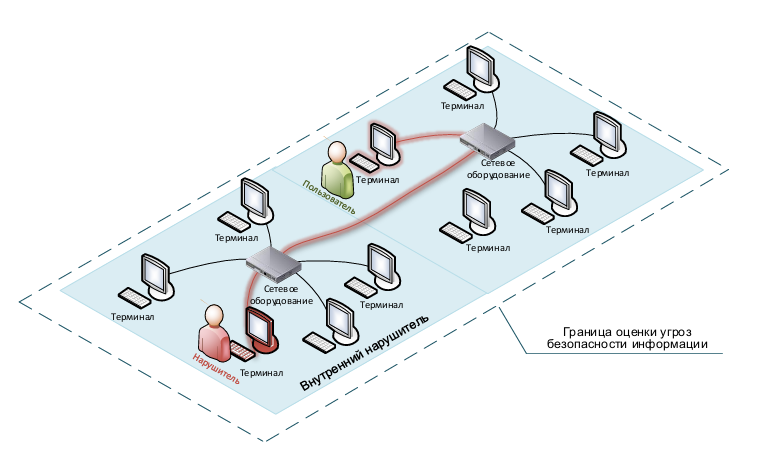 Терминал
Терминал
Сетевое
оборудование
Терминал
Пользователь
Терминал
Терминал
Терминал
Терминал
Сетевое
оборудование
Терминал
Терминал
Терминал
Нарушитель
Терминал
Внутренний нарушитель
Граница оценки угроз
безопасности информации